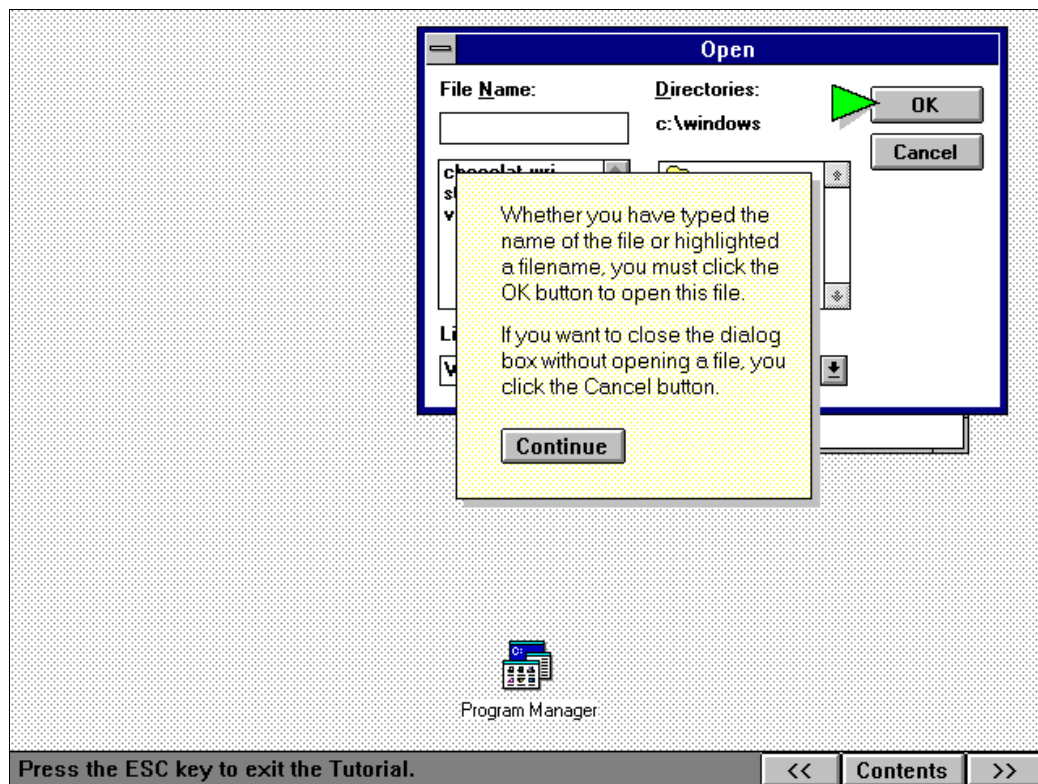 Open
File Name:
Directories:
OK
c:\windows
Cancel
chocolat.wri
Whether you have typed the
name of the file or highlighted
a filename, you must click the
OK button to open this file.
If you want to close the dialog
box without opening a file, you
click the Cancel button.
Continue
C:
Program Manager
Press the ESC key to exit the Tutorial.
<<
Contents
>>